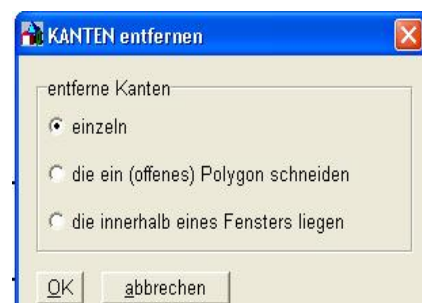 KANTEN entfernen
entferne Kanten
einzeln
die ein (offenes) Polygon schneiden
die innerhalb eines Fensters liegen
OK abbrechen